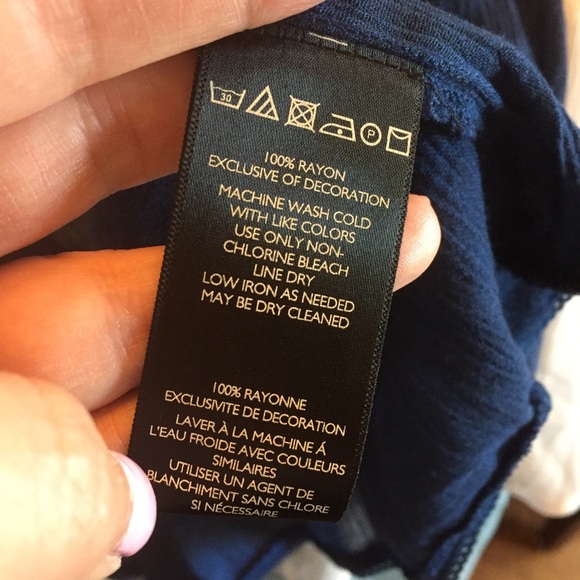 30 P
100% RAYON
EXCLUSIVE OF DECORATION
MACHINE WASH COLD
WITH LIKE COLORS
USE ONLY NON-
CHLORINE BLEACH
LINE DRY
LOW IRON AS NEEDED
MAY BE DRY CLEANED
100% RAYONNE
EXCLUSIVITE DE DECORATION
LAVER À LA MACHINE Á
L'EAU FROIDE AVEC COULEURS
SIMILAIRES
UTILISER UN AGENT DE
BLANCHIMENT SANS CHLORE
SI NÉCESSAIRE